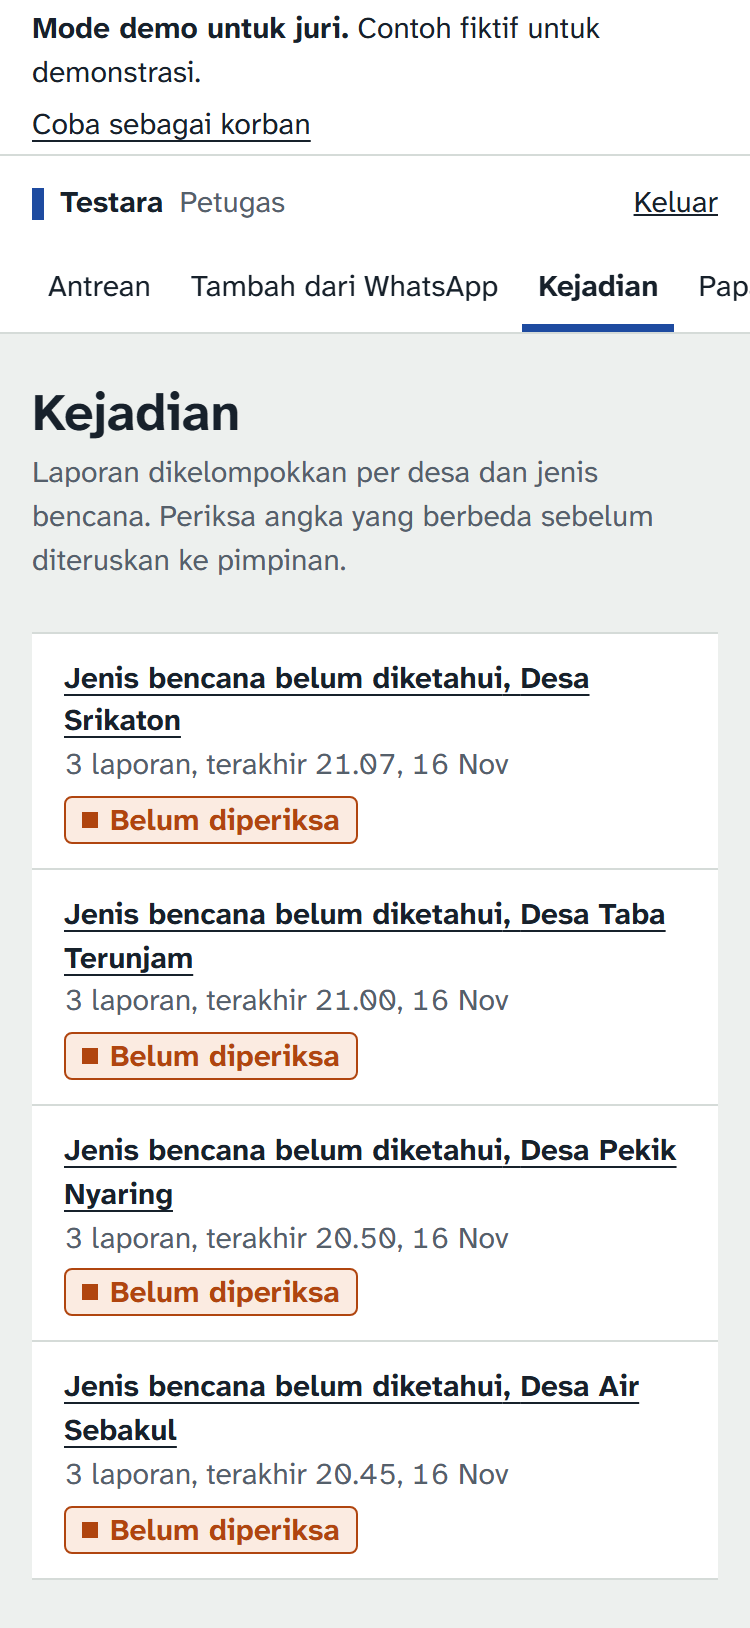 Mode demo untuk juri. Contoh fiktif untuk
demonstrasi.
Coba sebagai korban
Testara Petugas Keluar
Antrean Tambah dari WhatsApp Kejadian Pap
Kejadian
Laporan dikelompokkan per desa dan jenis
bencana. Periksa angka yang berbeda sebelum
diteruskan ke pimpinan.
Jenis bencana belum diketahui, Desa
Srikaton
3 laporan, terakhir 21.07, 16 Nov
Belum diperiksa
Jenis bencana belum diketahui, Desa Taba
Terunjam
3 laporan, terakhir 21.00, 16 Nov
Belum diperiksa
Jenis bencana belum diketahui, Desa Pekik
Nyaring
3 laporan, terakhir 20.50, 16 Nov
Belum diperiksa
Jenis bencana belum diketahui, Desa Air
Sebakul
3 laporan, terakhir 20.45, 16 Nov
Belum diperiksa